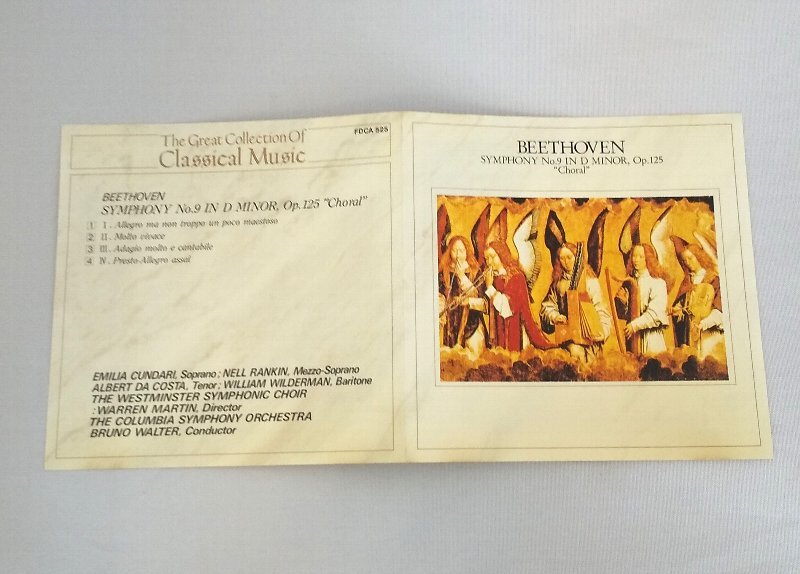 The Great Collection Of
Classical Music
FDCA 525
BEETHOVEN
SYMPHONY No.9 IN D MINOR, Op.125 "Choral"
1 I. Allegro ma non troppo un poco maestoso
2 II. Molto vivace
3 III. Adagio molto e cantabile
4 IV. Presto-Allegro assai
EMILIA CUNDARI, Soprano; NELL RANKIN, Mezzo-Soprano
ALBERT DA COSTA, Tenor; WILLIAM WILDERMAN, Baritone
THE WESTMINSTER SYMPHONIC CHOIR
:WARREN MARTIN, Director
THE COLUMBIA SYMPHONY ORCHESTRA
BRUNO WALTER, Conductor
BEETHOVEN
SYMPHONY No.9 IN D MINOR, Op.125
"Choral"